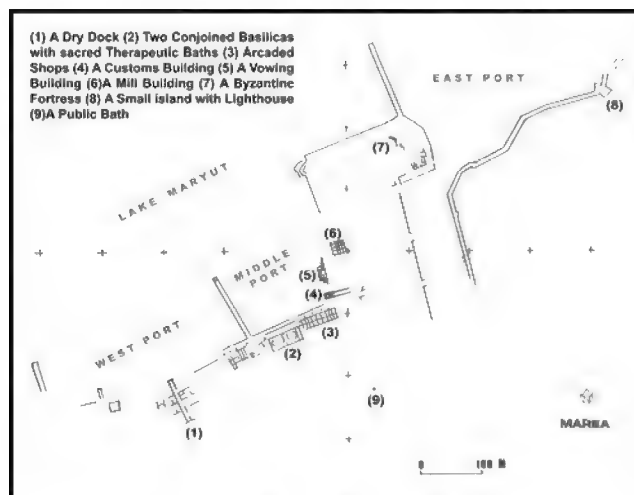 (1) A Dry Dock (2) Two Conjoined Basilicas
with sacred Therapeutic Baths (3) Arcaded
Shops (4) A Customs Building (5) A Vowing
Building (6)A Mill Building (7) A Byzantine
Fortress (8) A Small island with Lighthouse
(9)A Public Bath
EAST PORT
(8)
(7)
LAKE MARYUT
(6)
MIDDLE
PORT
(5)
(4)
(3)
WEST PORT
(2)
(9)
(1)
MAREA
0 100 M